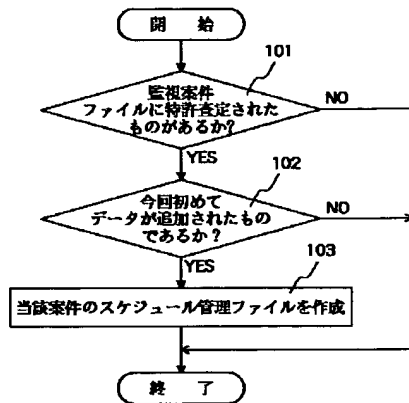 開 始
101
監視案件
ファイルに特許査定された
ものがあるか?
NO
YES
102
今回初めて
データが追加されたもの
であるか?
NO
YES
103
当該案件のスケジュール管理ファイルを作成
終 了